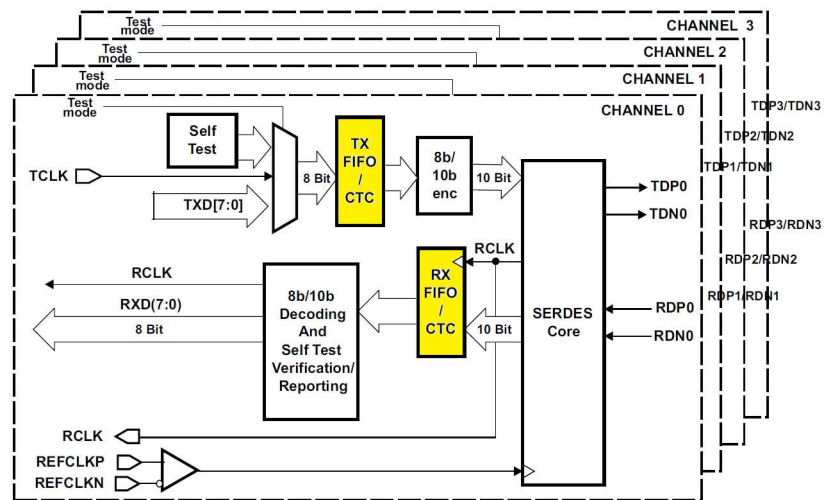 Test mode
CHANNEL 3
Test mode
CHANNEL 2
Test mode
CHANNEL 1
Test mode
CHANNEL 0
TDP3/TDN3
TDP2/TDN2
TDP1/TDN1
Self Test
TX FIFO / CTC
8b/ 10b enc
TCLK
8 Bit
10 Bit
TXD[7:0]
TDP0
TDN0
RDP3/RDN3
RDP2/RDN2
RDP1/RDN1
RCLK
RCLK
RXD(7:0)
8 Bit
8b/10b
Decoding
And
Self Test
Verification/
Reporting
RX FIFO / CTC
10 Bit
SERDES
Core
RDP0
RDN0
RCLK
REFCLKP
REFCLKN